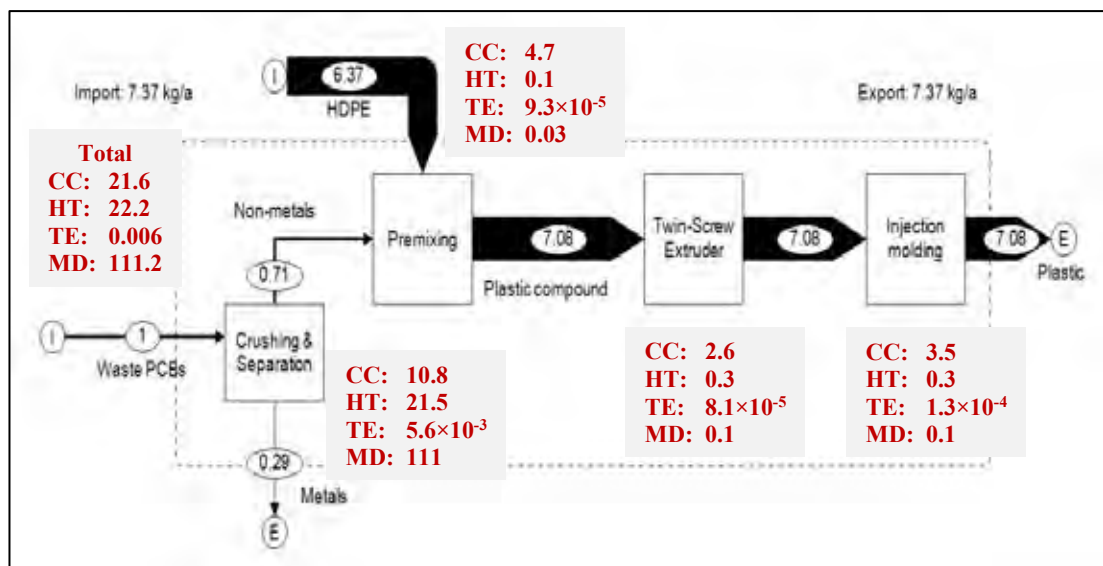 Import: 7.37 kg/a
I
6.37
HDPE
CC: 4.7
HT: 0.1
TE: 9.3×10⁻⁵
MD: 0.03
Export: 7.37 kg/a
Total
CC: 21.6
HT: 22.2
TE: 0.006
MD: 111.2
Non-metals
0.71
Premixing
7.08
Plastic compound
Twin-Screw
Extruder
7.08
Injection
molding
7.08
E
Plastic
I
1
Waste PCBs
Crushing &
Separation
CC: 10.8
HT: 21.5
TE: 5.6×10⁻³
MD: 111
CC: 2.6
HT: 0.3
TE: 8.1×10⁻⁵
MD: 0.1
CC: 3.5
HT: 0.3
TE: 1.3×10⁻⁴
MD: 0.1
0.29
Metals
E